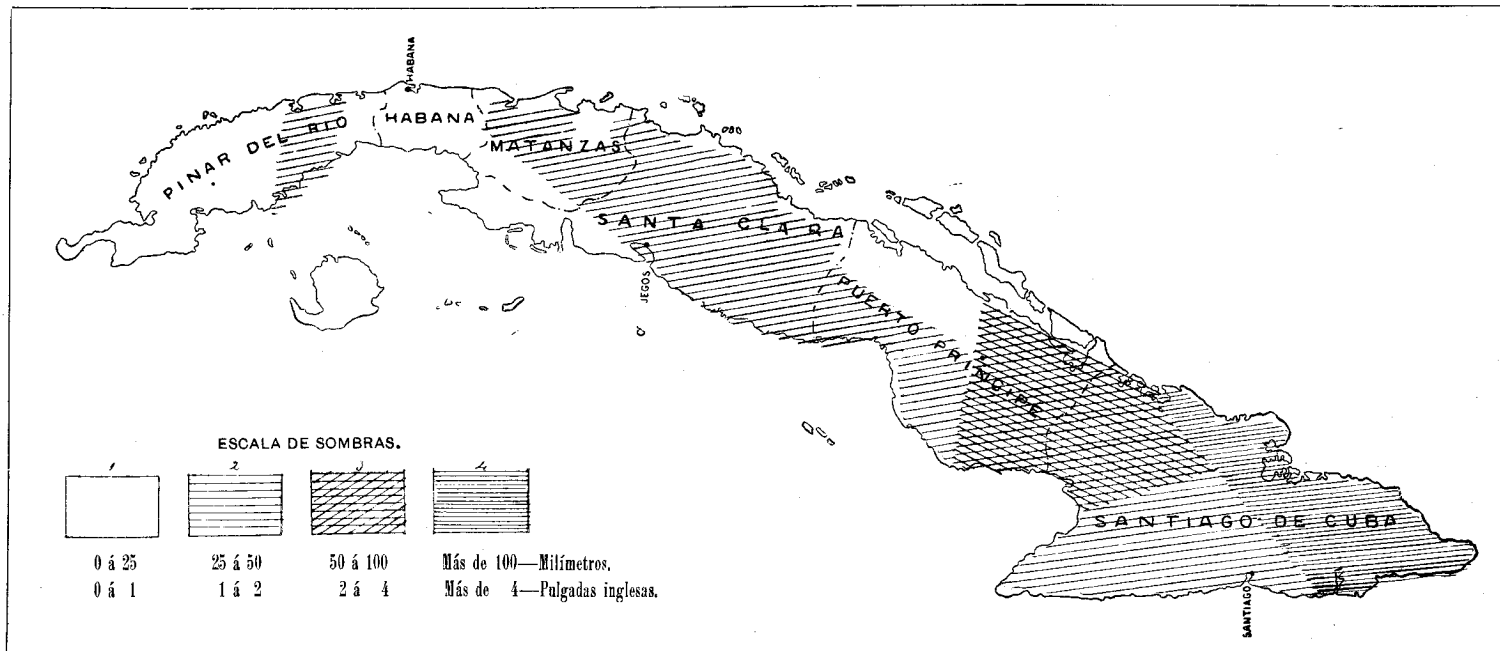 HABANA
PINAR DEL RIO
HABANA
MATANZAS
SANTA CLARA
JEGOS
PUERTO PRINCIPE
SANTIAGO DE CUBA
SANTIAGO
ESCALA DE SOMBRAS.
1 2 3 4
0 á 25 25 á 50 50 á 100 Más de 100—Milímetros.
0 á 1 1 á 2 2 á 4 Más de 4—Pulgadas inglesas.